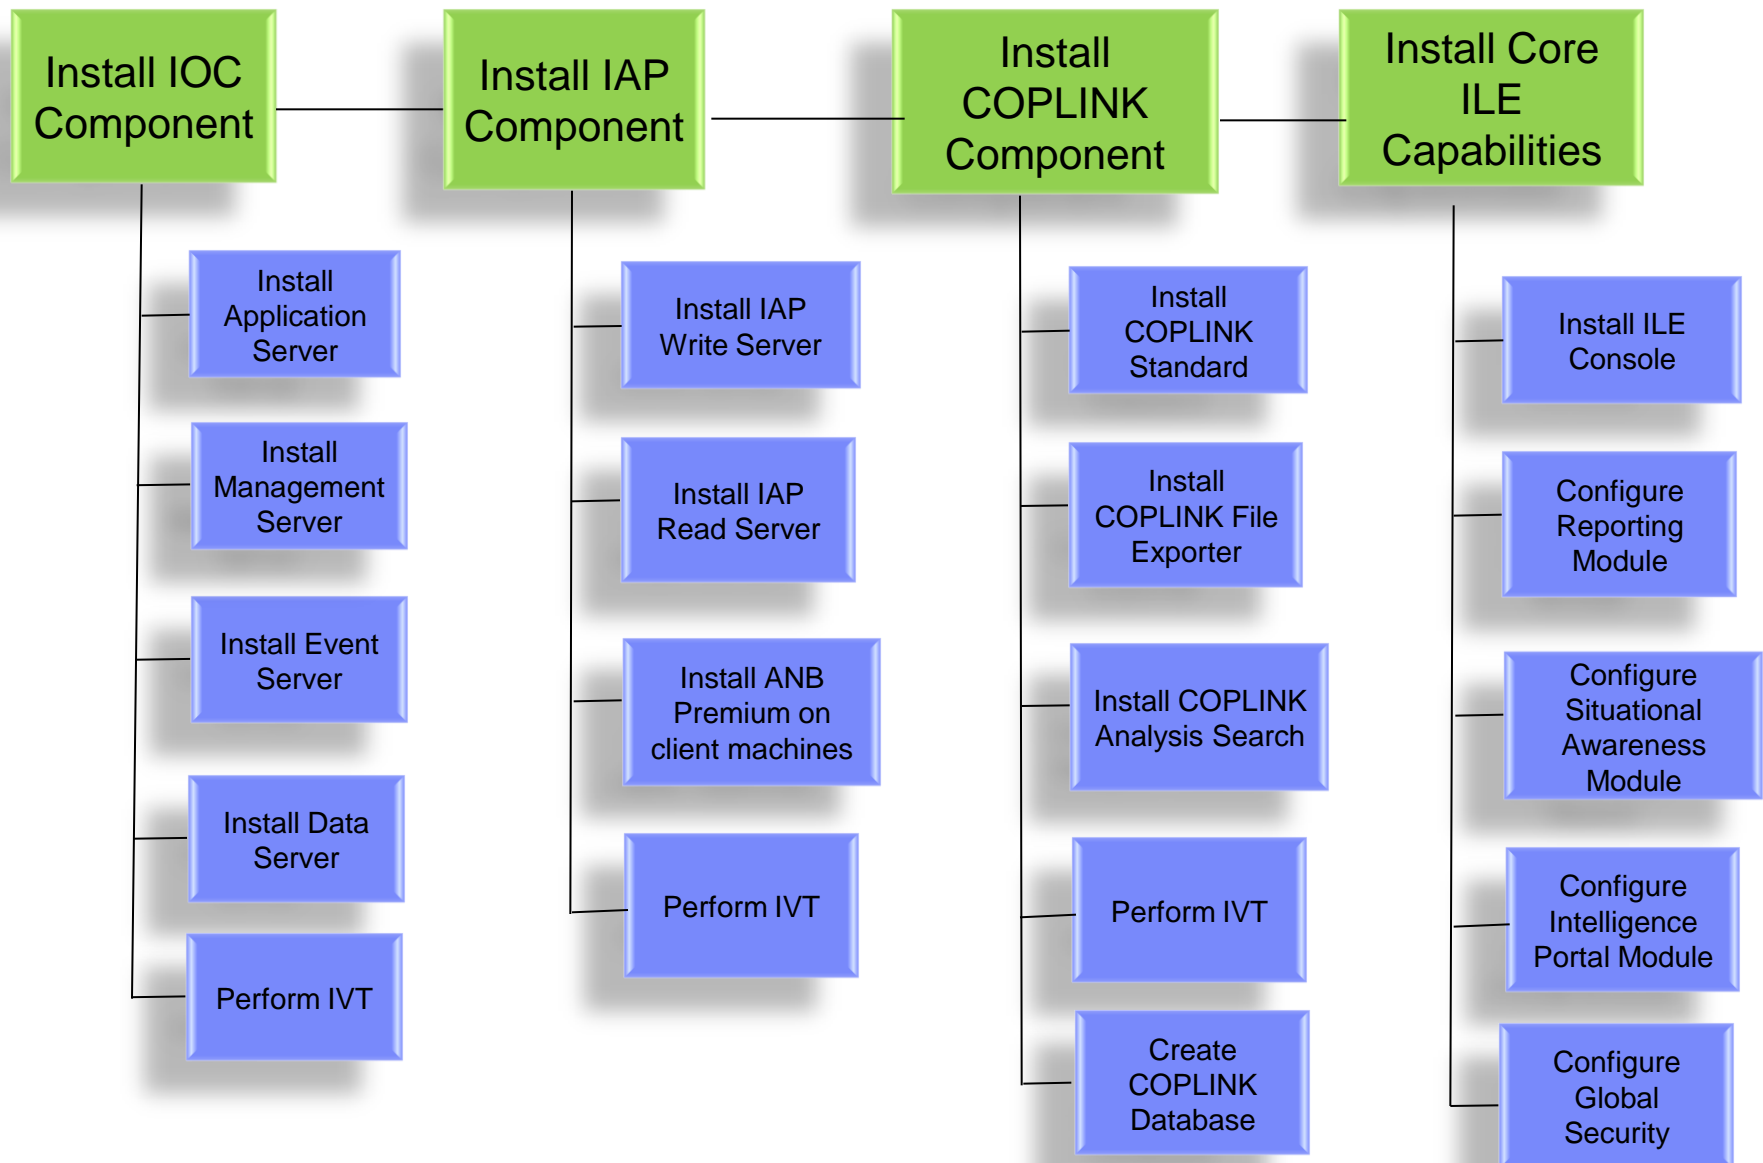 Install IOC
Component
Install IAP
Component
Install
COPLINK
Component
Install Core
ILE
Capabilities
Install
Application
Server
Install
Management
Server
Install Event
Server
Install Data
Server
Perform IVT
Install IAP
Write Server
Install IAP
Read Server
Install ANB
Premium on
client machines
Perform IVT
Install
COPLINK
Standard
Install
COPLINK File
Exporter
Install COPLINK
Analysis Search
Perform IVT
Create
COPLINK
Database
Install ILE
Console
Configure
Reporting
Module
Configure
Situational
Awareness
Module
Configure
Intelligence
Portal Module
Configure
Global
Security